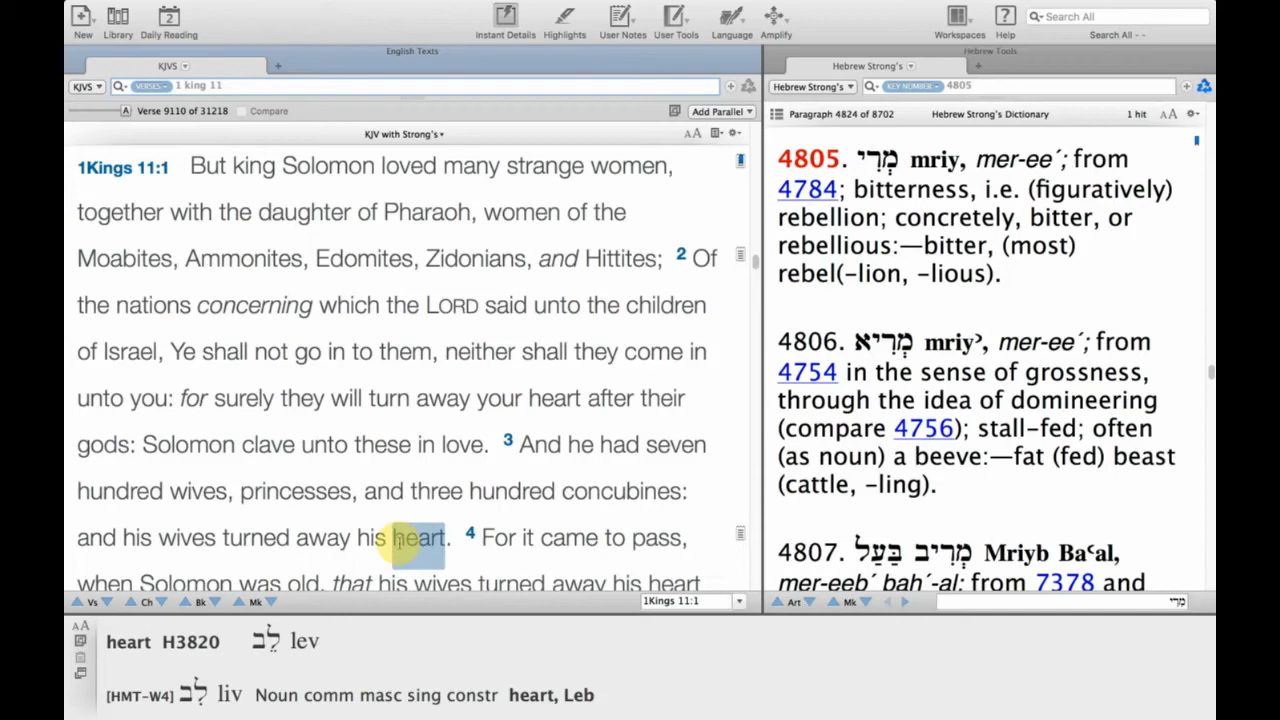 New Library Daily Reading Instant Details Highlights User Notes User Tools Language Amplify Workspaces Help Search All
2 ? Search All - -
English Texts
Hebrew Tools
KJVS
Hebrew Strong's
KJVS VERSES 1 king 11
Hebrew Strong's KEY NUMBER 4805
A Verse 9110 of 31218 Compare Add Parallel
Paragraph 4824 of 8702 Hebrew Strong's Dictionary 1 hit AA
KJV with Strong's AA
1Kings 11:1 But king Solomon loved many strange women,
together with the daughter of Pharaoh, women of the
Moabites, Ammonites, Edomites, Zidonians, and Hittites; 2 Of
the nations concerning which the LORD said unto the children
of Israel, Ye shall not go in to them, neither shall they come in
unto you: for surely they will turn away your heart after their
gods: Solomon clave unto these in love. 3 And he had seven
hundred wives, princesses, and three hundred concubines:
and his wives turned away his heart. 4 For it came to pass,
when Solomon was old, that his wives turned away his heart
4805. מְרִי mriy, mer-ee´; from
4784; bitterness, i.e. (figuratively)
rebellion; concretely, bitter, or
rebellious:—bitter, (most)
rebel(-lion, -lious).
4806. מְרִיא mriyʾ, mer-ee´; from
4754 in the sense of grossness,
through the idea of domineering
(compare 4756); stall-fed; often
(as noun) a beeve:—fat (fed) beast
(cattle, -ling).
4807. מְרִיב בַּעַל Mriyb Baʿal,
mer-eeb´ bah´-al; from 7378 and
Vs Ch Bk Mk 1Kings 11:1
Art Mk מְרִי
AA
heart H3820 לֵב lev
[HMT-W4] לִב liv Noun comm masc sing constr heart, Leb